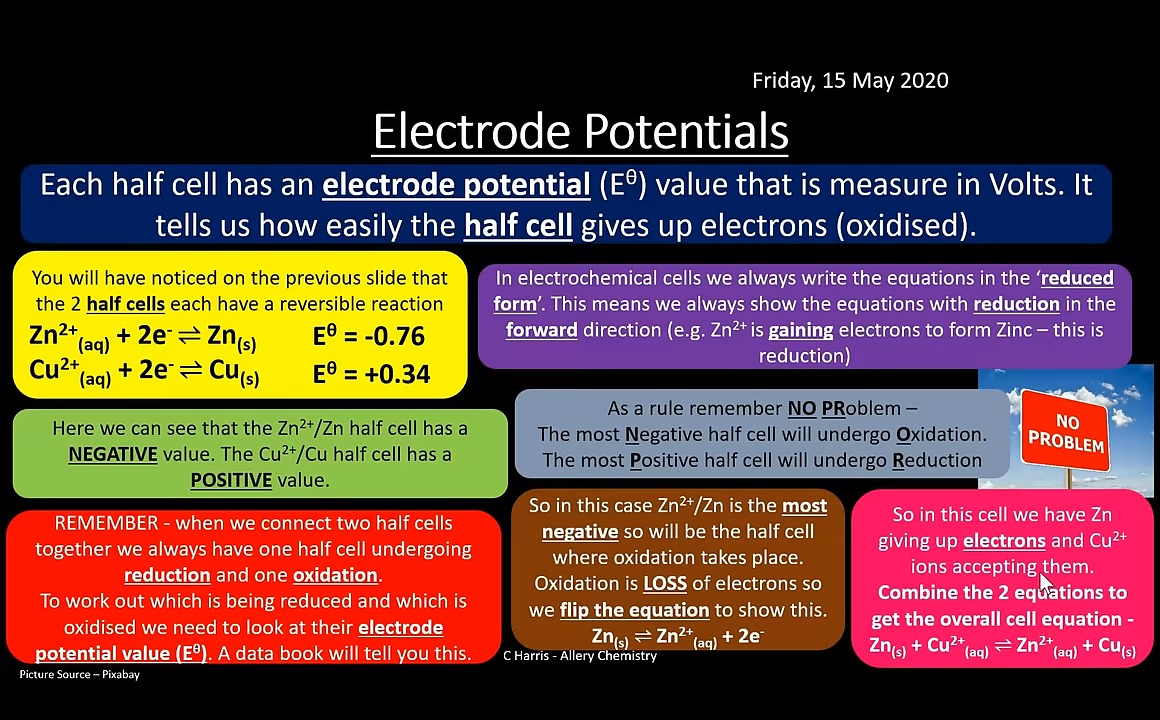 Friday, 15 May 2020
Electrode Potentials
Each half cell has an electrode potential (Eθ) value that is measure in Volts. It
tells us how easily the half cell gives up electrons (oxidised).
You will have noticed on the previous slide that
the 2 half cells each have a reversible reaction
Zn²⁺(aq) + 2e⁻ ⇌ Zn(s) Eθ = -0.76
Cu²⁺(aq) + 2e⁻ ⇌ Cu(s) Eθ = +0.34
In electrochemical cells we always write the equations in the ‘reduced
form’. This means we always show the equations with reduction in the
forward direction (e.g. Zn²⁺ is gaining electrons to form Zinc – this is
reduction)
Here we can see that the Zn²⁺/Zn half cell has a
NEGATIVE value. The Cu²⁺/Cu half cell has a
POSITIVE value.
As a rule remember NO PRoblem –
The most Negative half cell will undergo Oxidation.
The most Positive half cell will undergo Reduction
NO
PROBLEM
REMEMBER - when we connect two half cells
together we always have one half cell undergoing
reduction and one oxidation.
To work out which is being reduced and which is
oxidised we need to look at their electrode
potential value (Eθ). A data book will tell you this.
So in this case Zn²⁺/Zn is the most
negative so will be the half cell
where oxidation takes place.
Oxidation is LOSS of electrons so
we flip the equation to show this.
Zn(s) ⇌ Zn²⁺(aq) + 2e⁻
So in this cell we have Zn
giving up electrons and Cu²⁺
ions accepting them.
Combine the 2 equations to
get the overall cell equation -
Zn(s) + Cu²⁺(aq) ⇌ Zn²⁺(aq) + Cu(s)
C Harris - Allery Chemistry
Picture Source – Pixabay